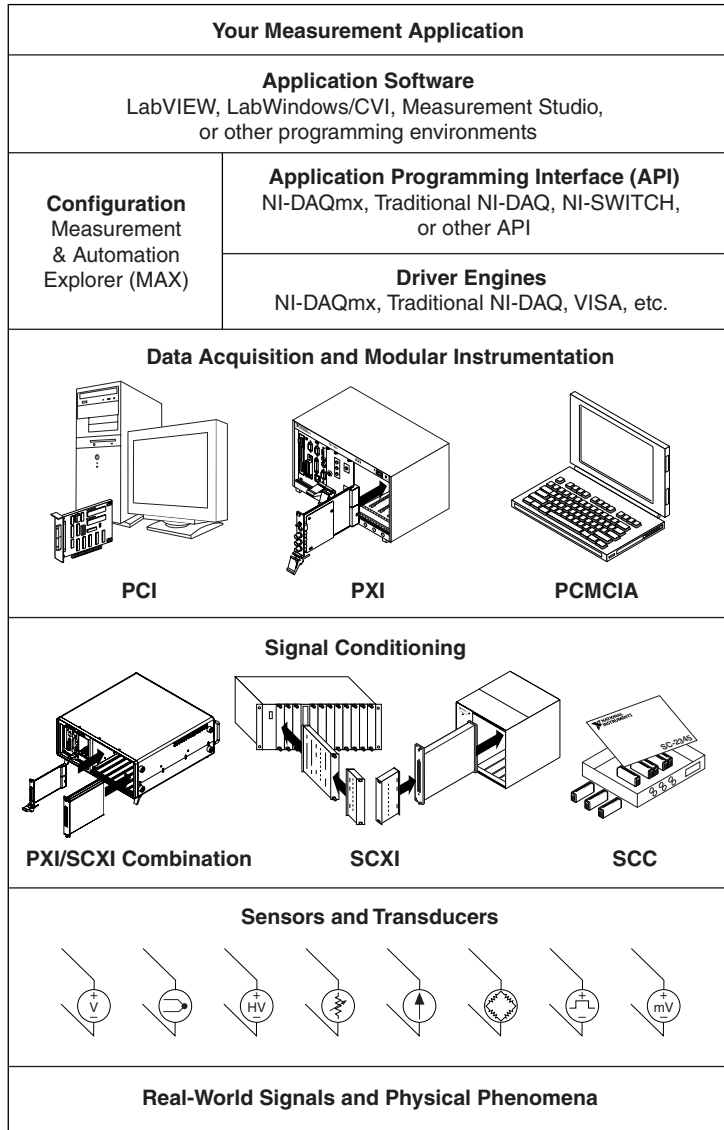 Your Measurement Application
Application Software
LabVIEW, LabWindows/CVI, Measurement Studio,
or other programming environments
Configuration
Measurement
& Automation
Explorer (MAX)
Application Programming Interface (API)
NI-DAQmx, Traditional NI-DAQ, NI-SWITCH,
or other API
Driver Engines
NI-DAQmx, Traditional NI-DAQ, VISA, etc.
Data Acquisition and Modular Instrumentation
PCI
PXI
PCMCIA
Signal Conditioning
NATIONAL
INSTRUMENTS
SC-2345
PXI/SCXI Combination
SCXI
SCC
Sensors and Transducers
+
V
–
+
HV
–
+
–
+
mV
–
Real-World Signals and Physical Phenomena